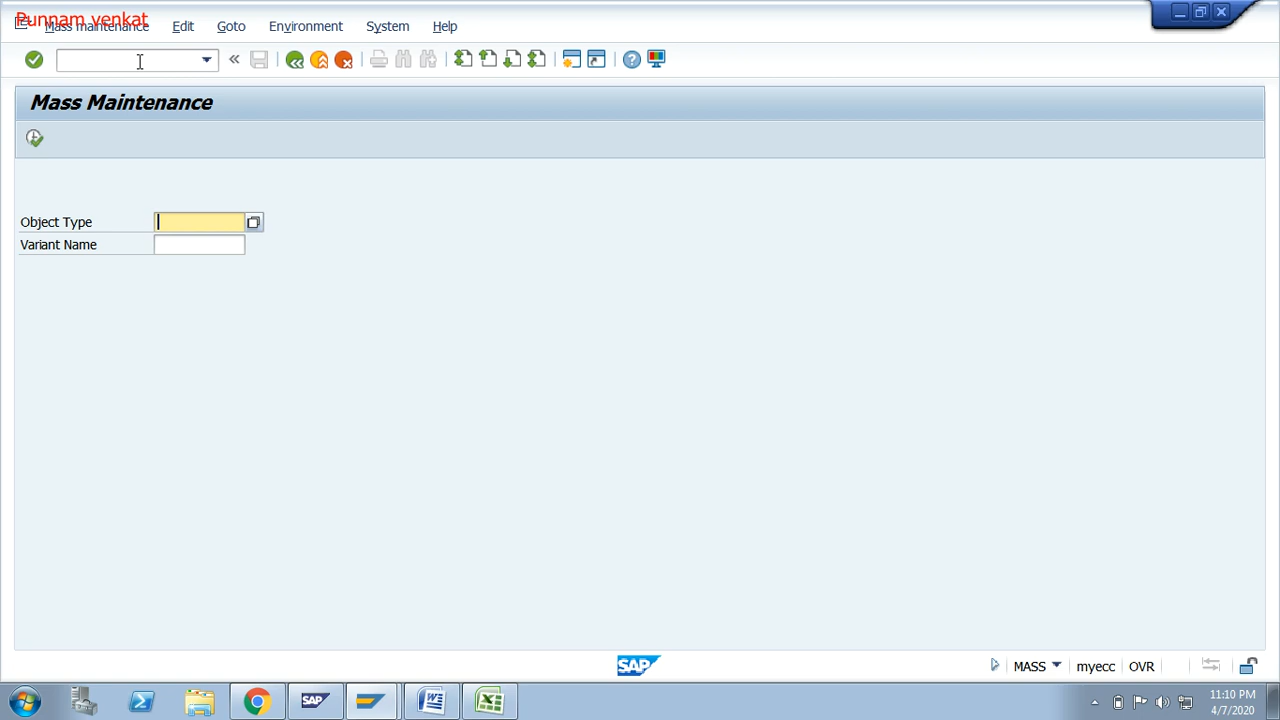 Punnam venkat
Mass maintenance Edit Goto Environment System Help
Mass Maintenance
Object Type
Variant Name
SAP MASS myecc OVR
SAP
11:10 PM
4/7/2020